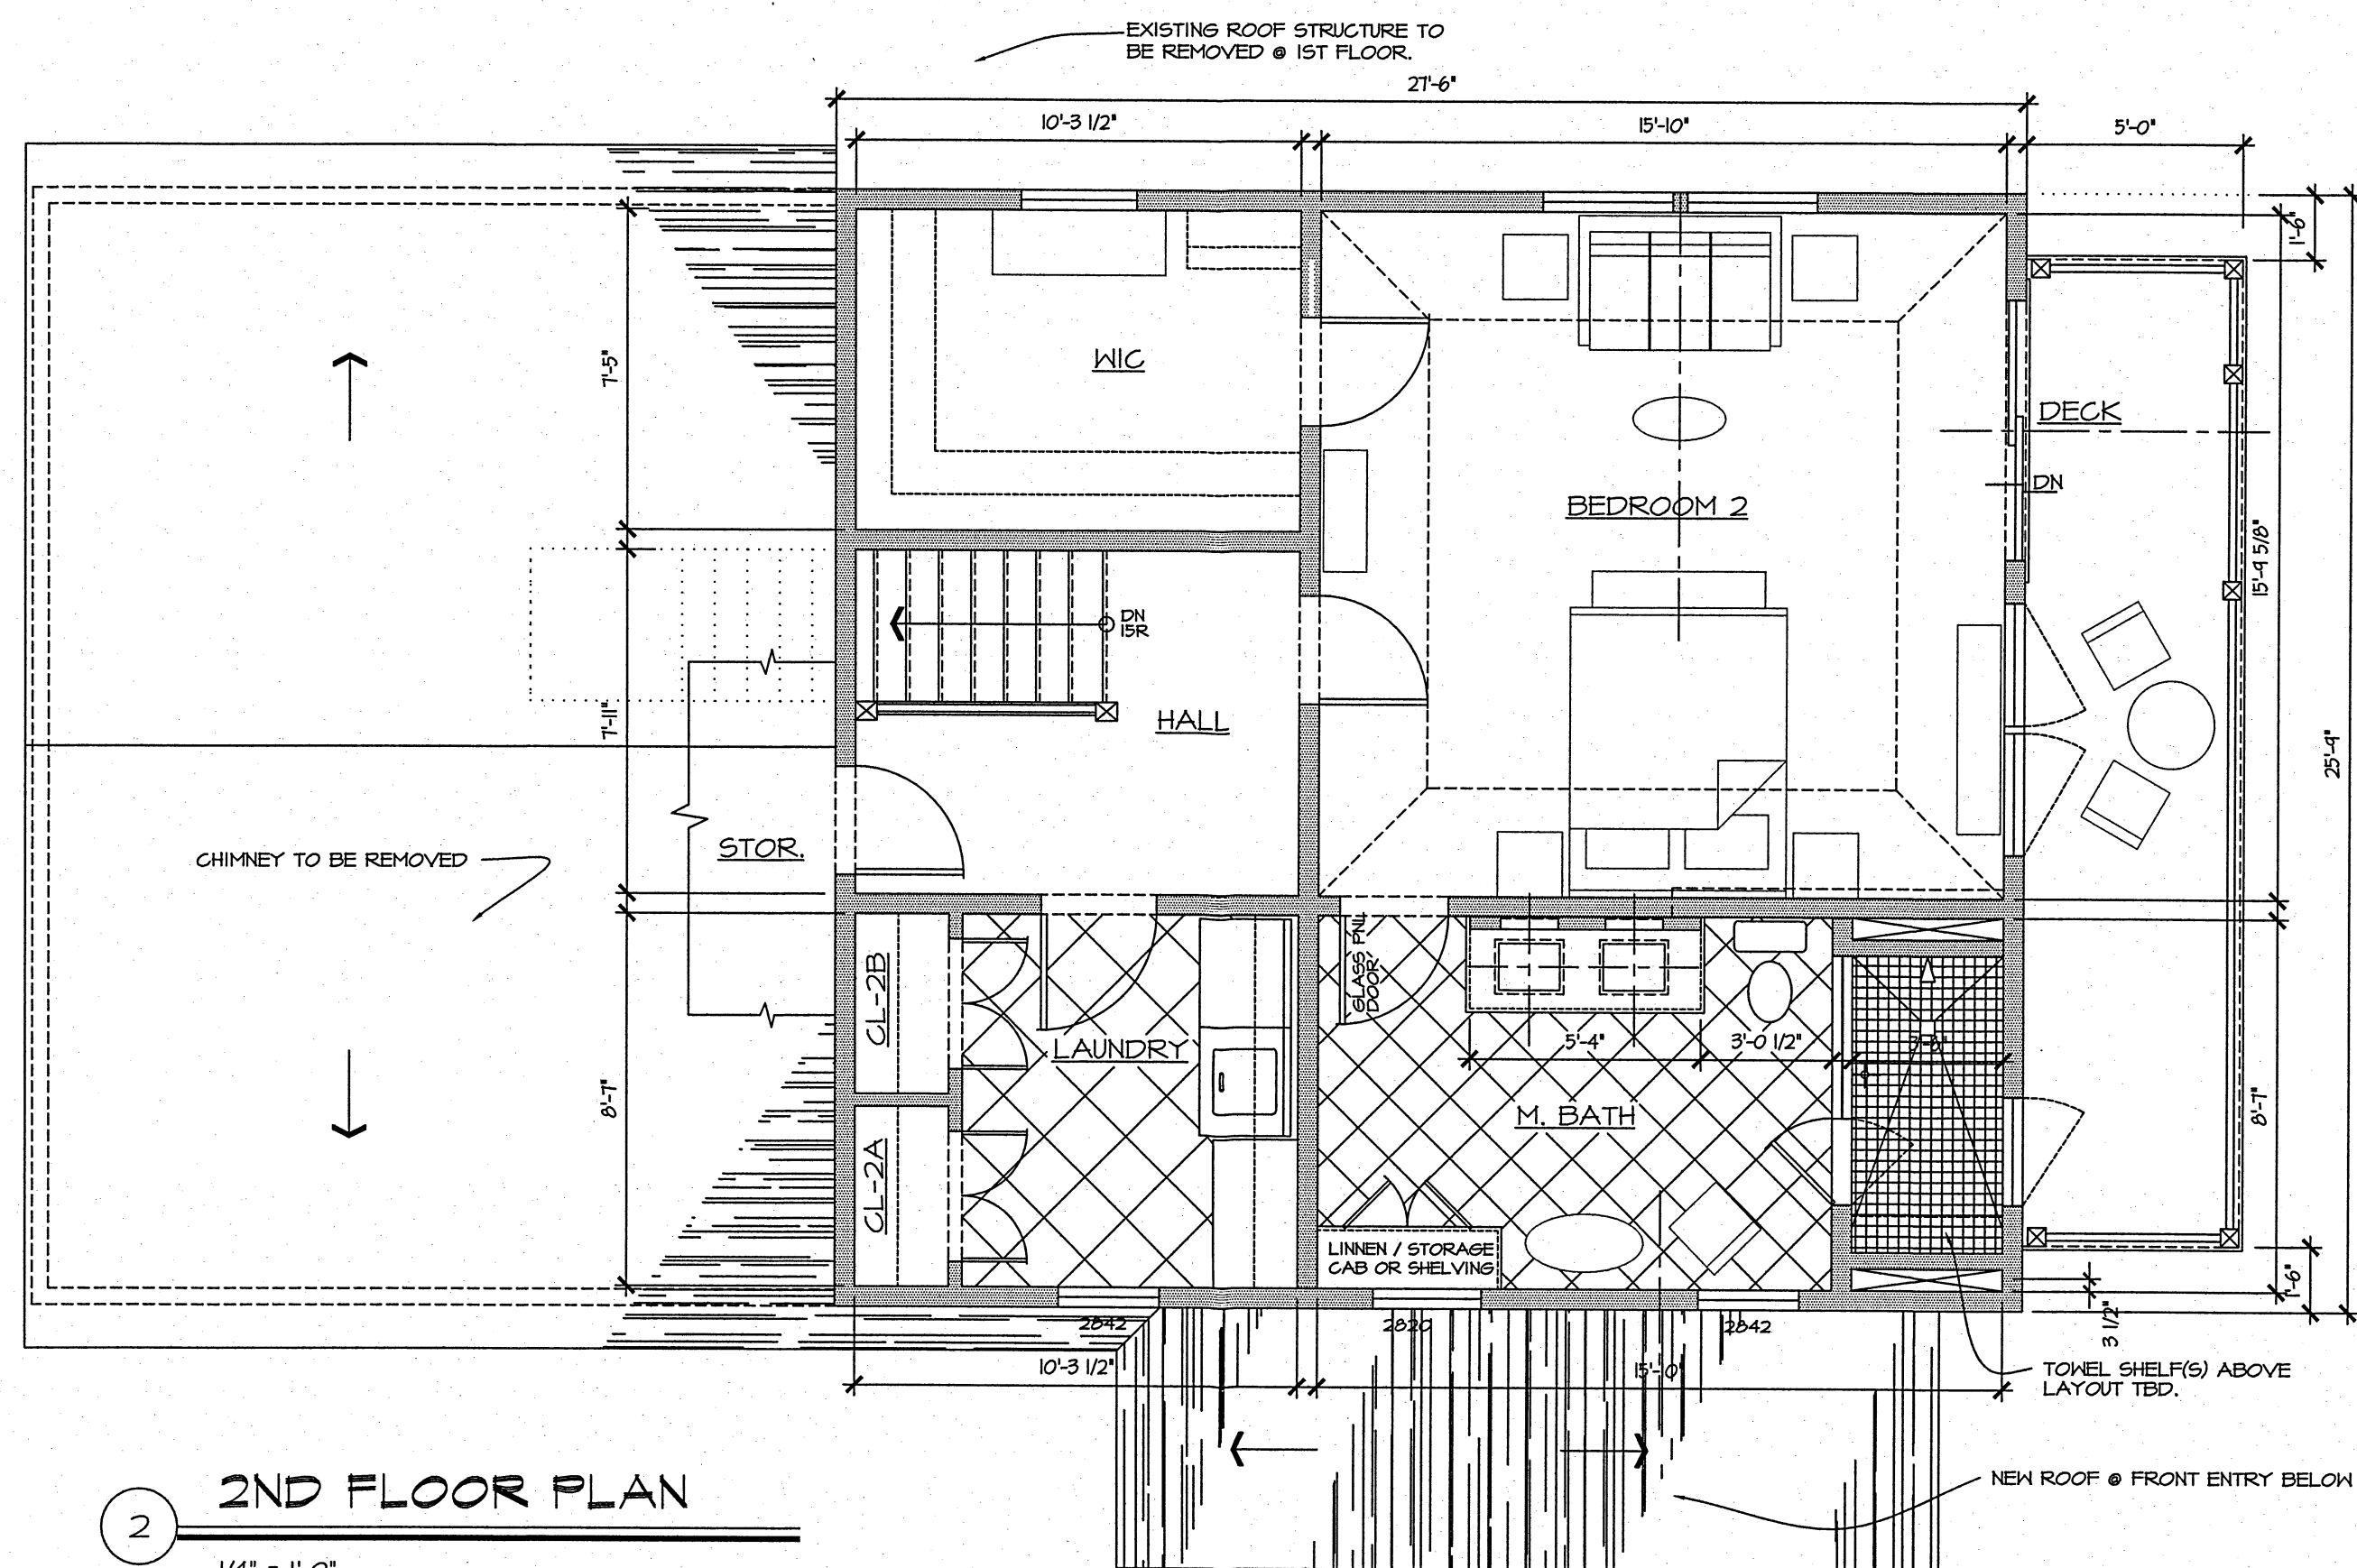 EXISTING ROOF STRUCTURE TO
BE REMOVED @ 1ST FLOOR.
27'-6"
10'-3 1/2"
15'-10"
5'-0"
1'-6"
7'-5"
WIC
DECK
DN
BEDROOM 2
15'-9 5/8"
DN
15R
HALL
7'-11"
25'-9"
STOR.
CHIMNEY TO BE REMOVED
CL-2B
GLASS PNL
DOOR
LAUNDRY
5'-4"
3'-0 1/2"
8'-7"
8'-7"
M. BATH
CL-2A
LINNEN / STORAGE
CAB OR SHELVING
1'-6"
3 1/2"
2842
2820
2842
10'-3 1/2"
TOWEL SHELF(S) ABOVE
LAYOUT TBD.
NEW ROOF @ FRONT ENTRY BELOW
2
2ND FLOOR PLAN
1/4" = 1'-0"